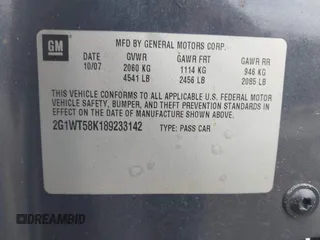 GM
MFD BY GENERAL MOTORS CORP.
DATE GVWR GAWR FRT GAWR RR
10/07 2060 KG 1114 KG 946 KG
4541 LB 2456 LB 2085 LB
THIS VEHICLE CONFORMS TO ALL APPLICABLE U.S. FEDERAL MOTOR
VEHICLE SAFETY, BUMPER, AND THEFT PREVENTION STANDARDS
IN EFFECT ON THE DATE OF MANUFACTURE SHOWN ABOVE.
2G1WT58K189233142 TYPE: PASS CAR
DREAMBID